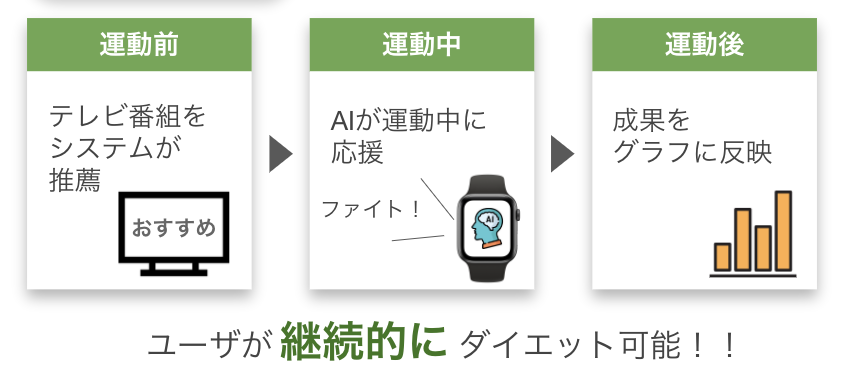 運動前
テレビ番組を
システムが
推薦
おすすめ
運動中
AIが運動中に
応援
ファイト！
AI
運動後
成果を
グラフに反映
ユーザが 継続的に ダイエット可能！！